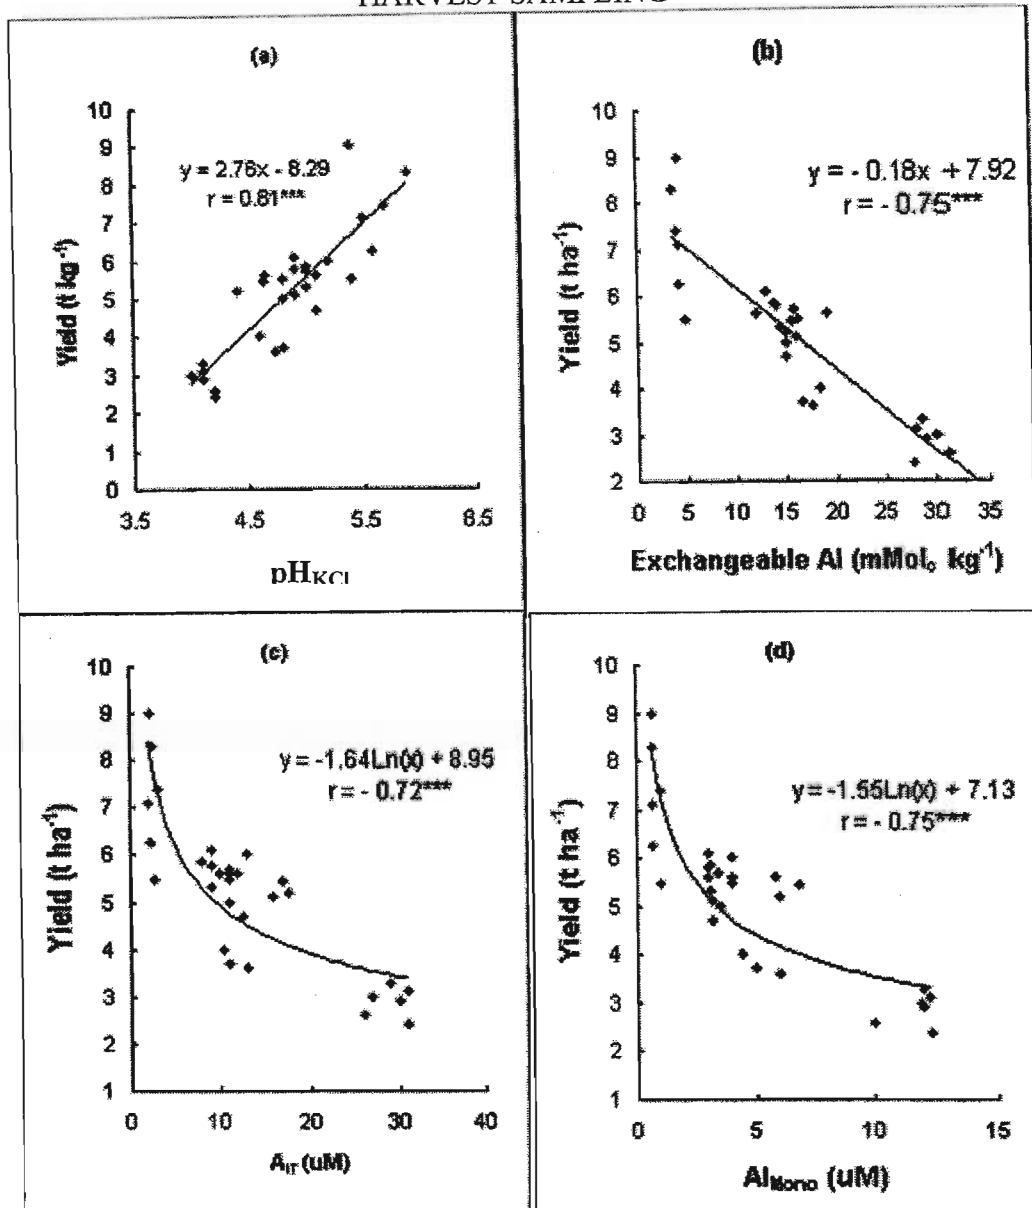 HARVEST SAMPLING
(a)
10
9
8
7
6
5
4
3
2
1
0
Yield (t kg⁻¹)
y = 2.76x - 8.29
r = 0.81***
3.5 4.5 5.5 6.5
pH_KCl
(b)
10
9
8
7
6
5
4
3
2
Yield (t ha⁻¹)
y = - 0.18x + 7.92
r = - 0.75***
0 5 10 15 20 25 30 35
Exchangeable Al (mMol_c kg⁻¹)
(c)
10
9
8
7
6
5
4
3
2
1
Yield (t ha⁻¹)
y = -1.64Ln(x) + 8.95
r = - 0.72***
0 10 20 30 40
(uM)
(d)
10
9
8
7
6
5
4
3
2
1
Yield (t ha⁻¹)
y = -1.55Ln(x) + 7.13
r = - 0.75***
0 5 10 15
Al_Mono (uM)